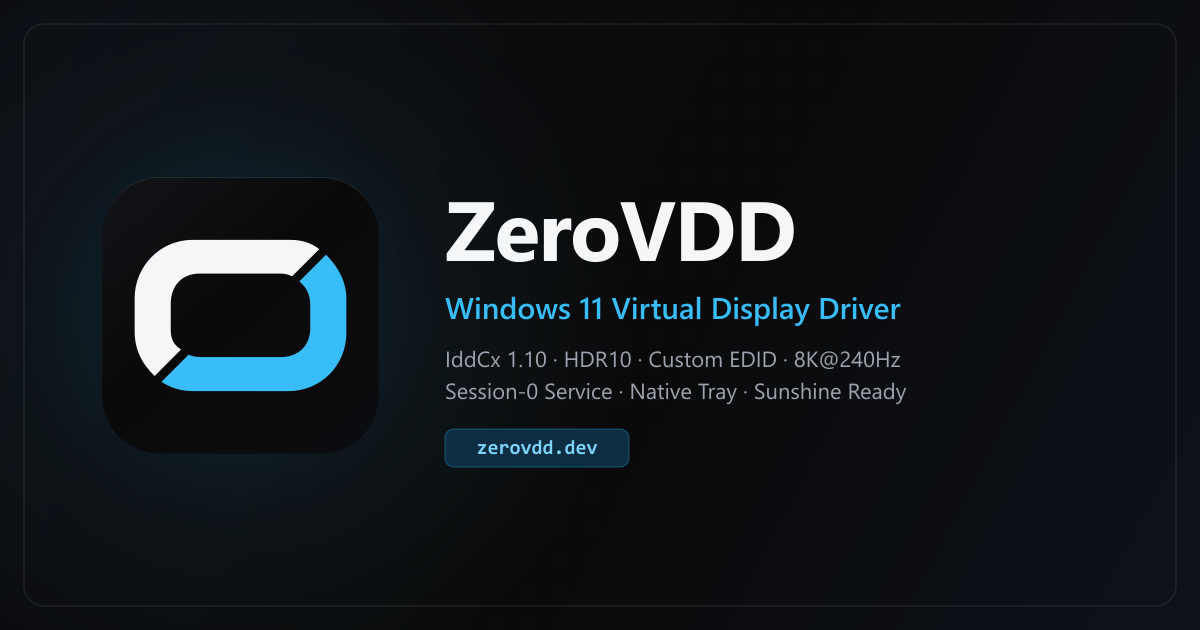 ZeroVDD
Windows 11 Virtual Display Driver
IddCx 1.10 · HDR10 · Custom EDID · 8K@240Hz
Session-0 Service · Native Tray · Sunshine Ready
zerovdd.dev